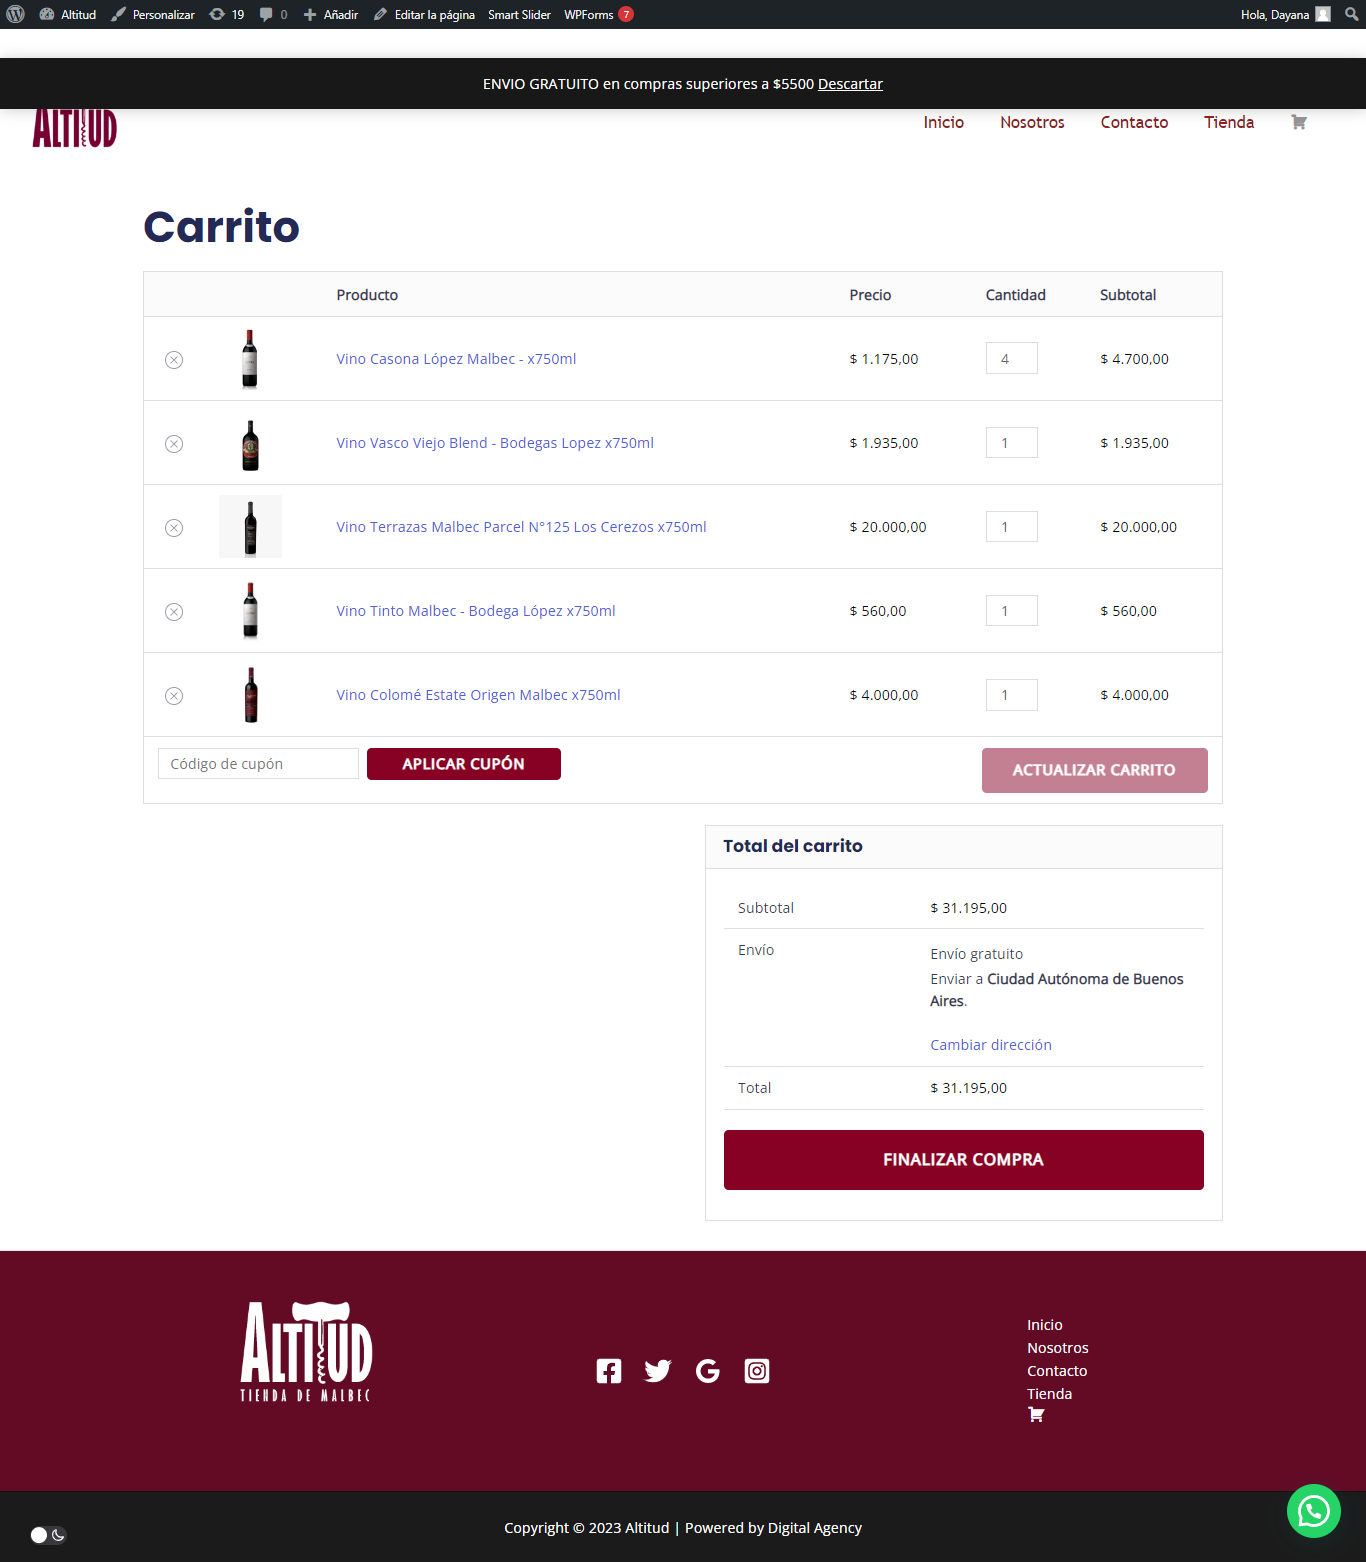 Altitud Personalizar 19 0 Añadir Editar la página Smart Slider WPForms 7 Hola, Dayana
ENVIO GRATUITO en compras superiores a $5500 Descartar
ALTITUD Inicio Nosotros Contacto Tienda
Carrito
Producto Precio Cantidad Subtotal
Vino Casona López Malbec - x750ml $ 1.175,00 4 $ 4.700,00
Vino Vasco Viejo Blend - Bodegas Lopez x750ml $ 1.935,00 1 $ 1.935,00
Vino Terrazas Malbec Parcel N°125 Los Cerezos x750ml $ 20.000,00 1 $ 20.000,00
Vino Tinto Malbec - Bodega López x750ml $ 560,00 1 $ 560,00
Vino Colomé Estate Origen Malbec x750ml $ 4.000,00 1 $ 4.000,00
Código de cupón APLICAR CUPÓN ACTUALIZAR CARRITO
Total del carrito
Subtotal $ 31.195,00
Envío Envío gratuito
Enviar a Ciudad Autónoma de Buenos
Aires.
Cambiar dirección
Total $ 31.195,00
FINALIZAR COMPRA
ALTITUD
TIENDA DE MALBEC
Inicio
Nosotros
Contacto
Tienda
Copyright © 2023 Altitud | Powered by Digital Agency